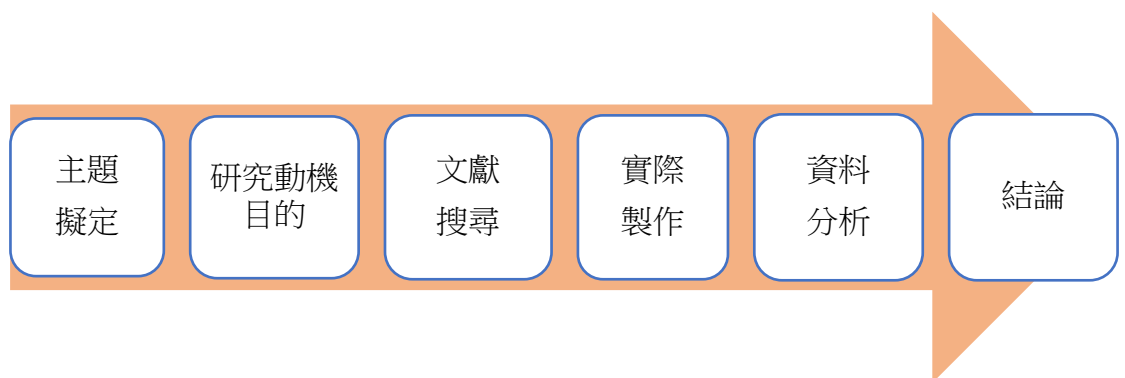 主題
擬定
研究動機
目的
文獻
搜尋
實際
製作
資料
分析
結論